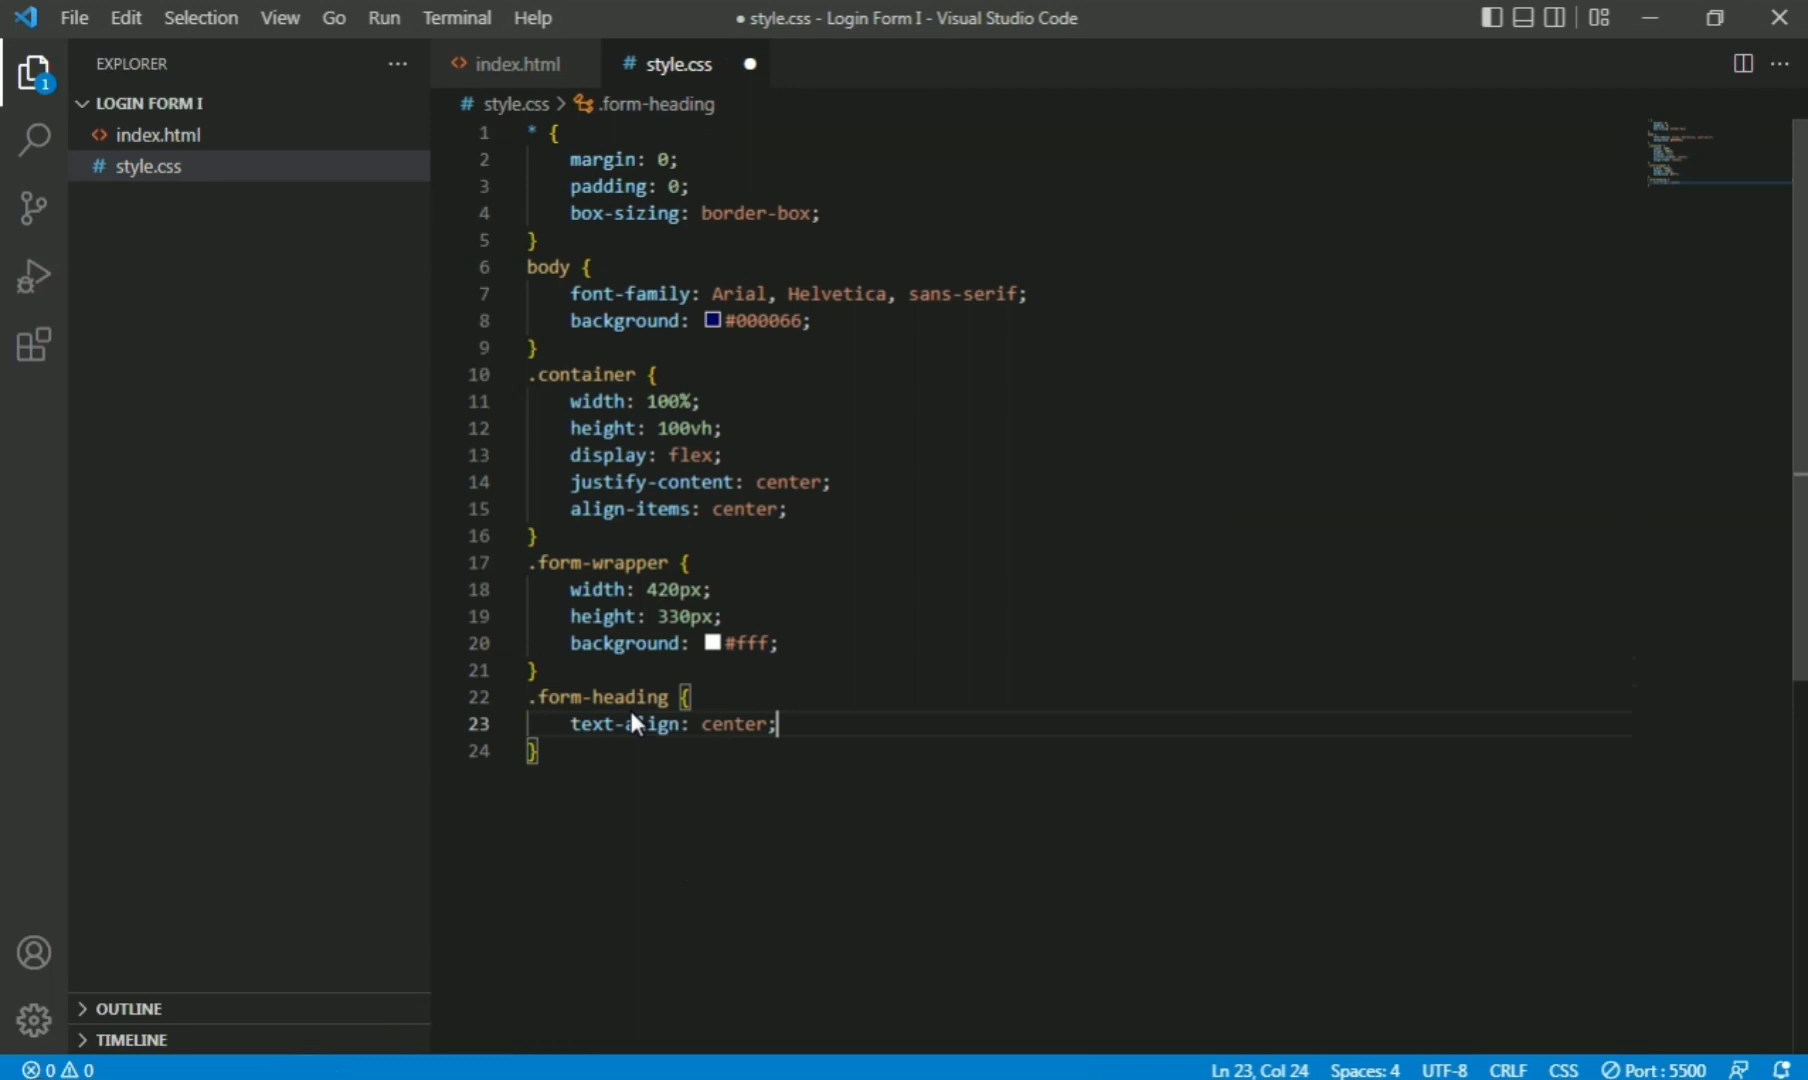 File Edit Selection View Go Run Terminal Help
● style.css - Login Form I - Visual Studio Code
EXPLORER
LOGIN FORM I
index.html
# style.css
1
OUTLINE
TIMELINE
index.html
# style.css
# style.css > .form-heading
1 * {
2 margin: 0;
3 padding: 0;
4 box-sizing: border-box;
5 }
6 body {
7 font-family: Arial, Helvetica, sans-serif;
8 background: #000066;
9 }
10 .container {
11 width: 100%;
12 height: 100vh;
13 display: flex;
14 justify-content: center;
15 align-items: center;
16 }
17 .form-wrapper {
18 width: 420px;
19 height: 330px;
20 background: #fff;
21 }
22 .form-heading {
23 text-align: center;
24 }
0 0
Ln 23, Col 24 Spaces: 4 UTF-8 CRLF CSS Port : 5500